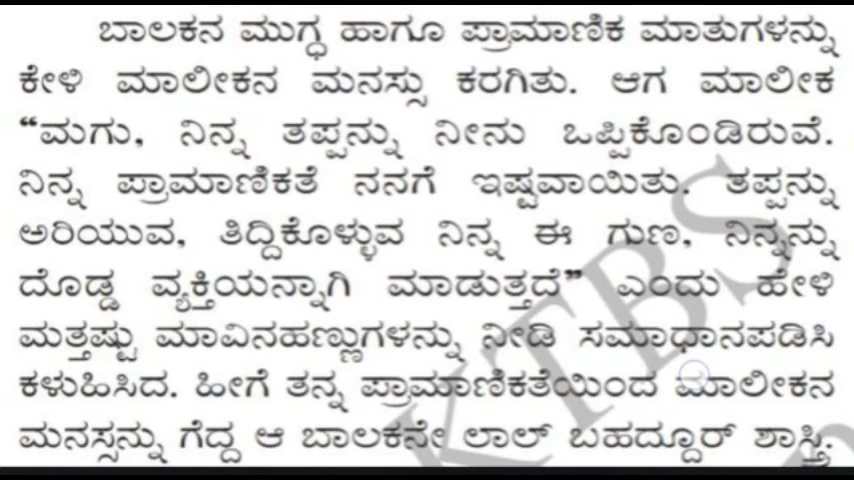 ಬಾಲಕನ ಮುಗ್ಧ ಹಾಗೂ ಪ್ರಾಮಾಣಿಕ ಮಾತುಗಳನ್ನು
ಕೇಳಿ ಮಾಲೀಕನ ಮನಸ್ಸು ಕರಗಿತು. ಆಗ ಮಾಲೀಕ
“ಮಗು, ನಿನ್ನ ತಪ್ಪನ್ನು ನೀನು ಒಪ್ಪಿಕೊಂಡಿರುವೆ.
ನಿನ್ನ ಪ್ರಾಮಾಣಿಕತೆ ನನಗೆ ಇಷ್ಟವಾಯಿತು. ತಪ್ಪನ್ನು
ಅರಿಯುವ, ತಿದ್ದಿಕೊಳ್ಳುವ ನಿನ್ನ ಈ ಗುಣ, ನಿನ್ನನ್ನು
ದೊಡ್ಡ ವ್ಯಕ್ತಿಯನ್ನಾಗಿ ಮಾಡುತ್ತದೆ” ಎಂದು ಹೇಳಿ
ಮತ್ತಷ್ಟು ಮಾವಿನಹಣ್ಣುಗಳನ್ನು ನೀಡಿ ಸಮಾಧಾನಪಡಿಸಿ
ಕಳುಹಿಸಿದ. ಹೀಗೆ ತನ್ನ ಪ್ರಾಮಾಣಿಕತೆಯಿಂದ ಮಾಲೀಕನ
ಮನಸ್ಸನ್ನು ಗೆದ್ದ ಆ ಬಾಲಕನೇ ಲಾಲ್ ಬಹದ್ದೂರ್ ಶಾಸ್ತ್ರಿ.
KTBS